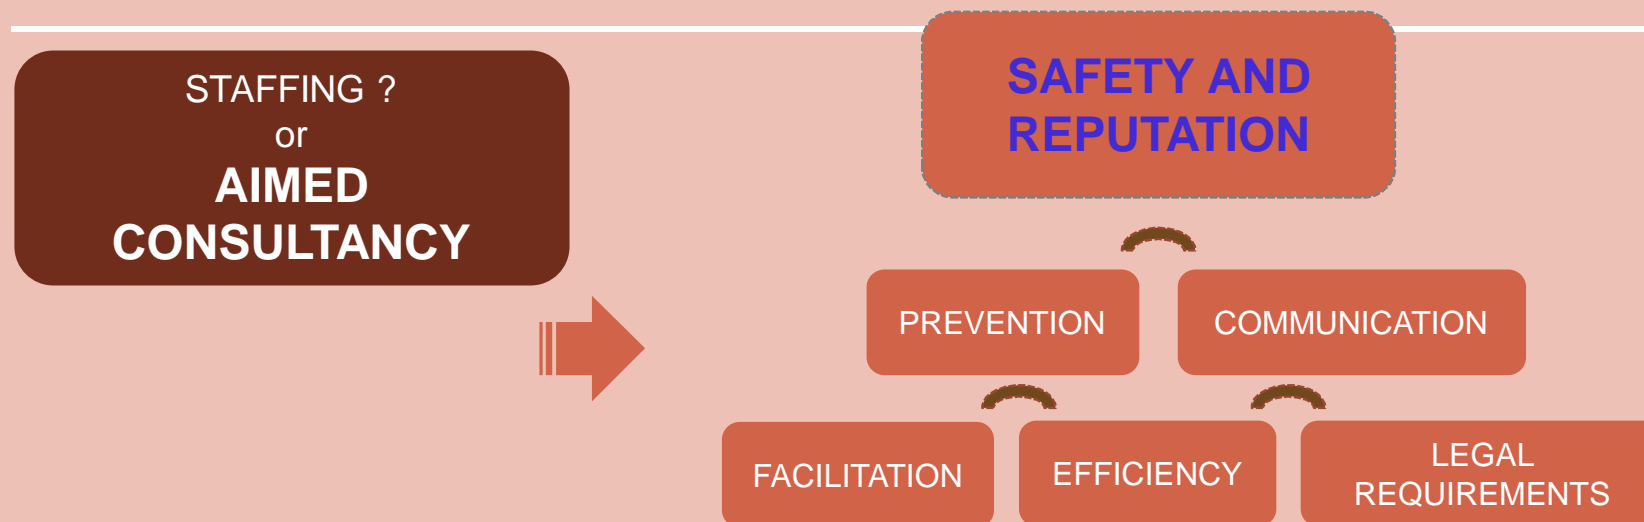 STAFFING ?
or
AIMED
CONSULTANCY
SAFETY AND
REPUTATION
PREVENTION
COMMUNICATION
FACILITATION
EFFICIENCY
LEGAL
REQUIREMENTS